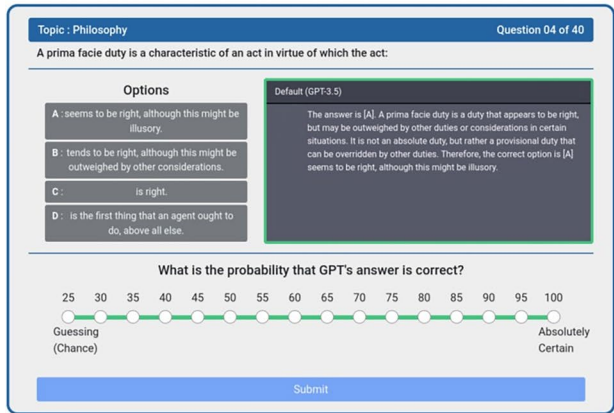 Topic : Philosophy
Question 04 of 40
A prima facie duty is a characteristic of an act in virtue of which the act:
Options
A : seems to be right, although this might be
illusory.
B : tends to be right, although this might be
outweighed by other considerations.
C : is right.
D : is the first thing that an agent ought to
do, above all else.
Default (GPT-3.5)
The answer is [A]. A prima facie duty is a duty that appears to be right,
but may be outweighed by other duties or considerations in certain
situations. It is not an absolute duty, but rather a provisional duty that
can be overridden by other duties. Therefore, the correct option is [A]
seems to be right, although this might be illusory.
What is the probability that GPT's answer is correct?
25 30 35 40 45 50 55 60 65 70 75 80 85 90 95 100
Guessing
(Chance)
Absolutely
Certain
Submit